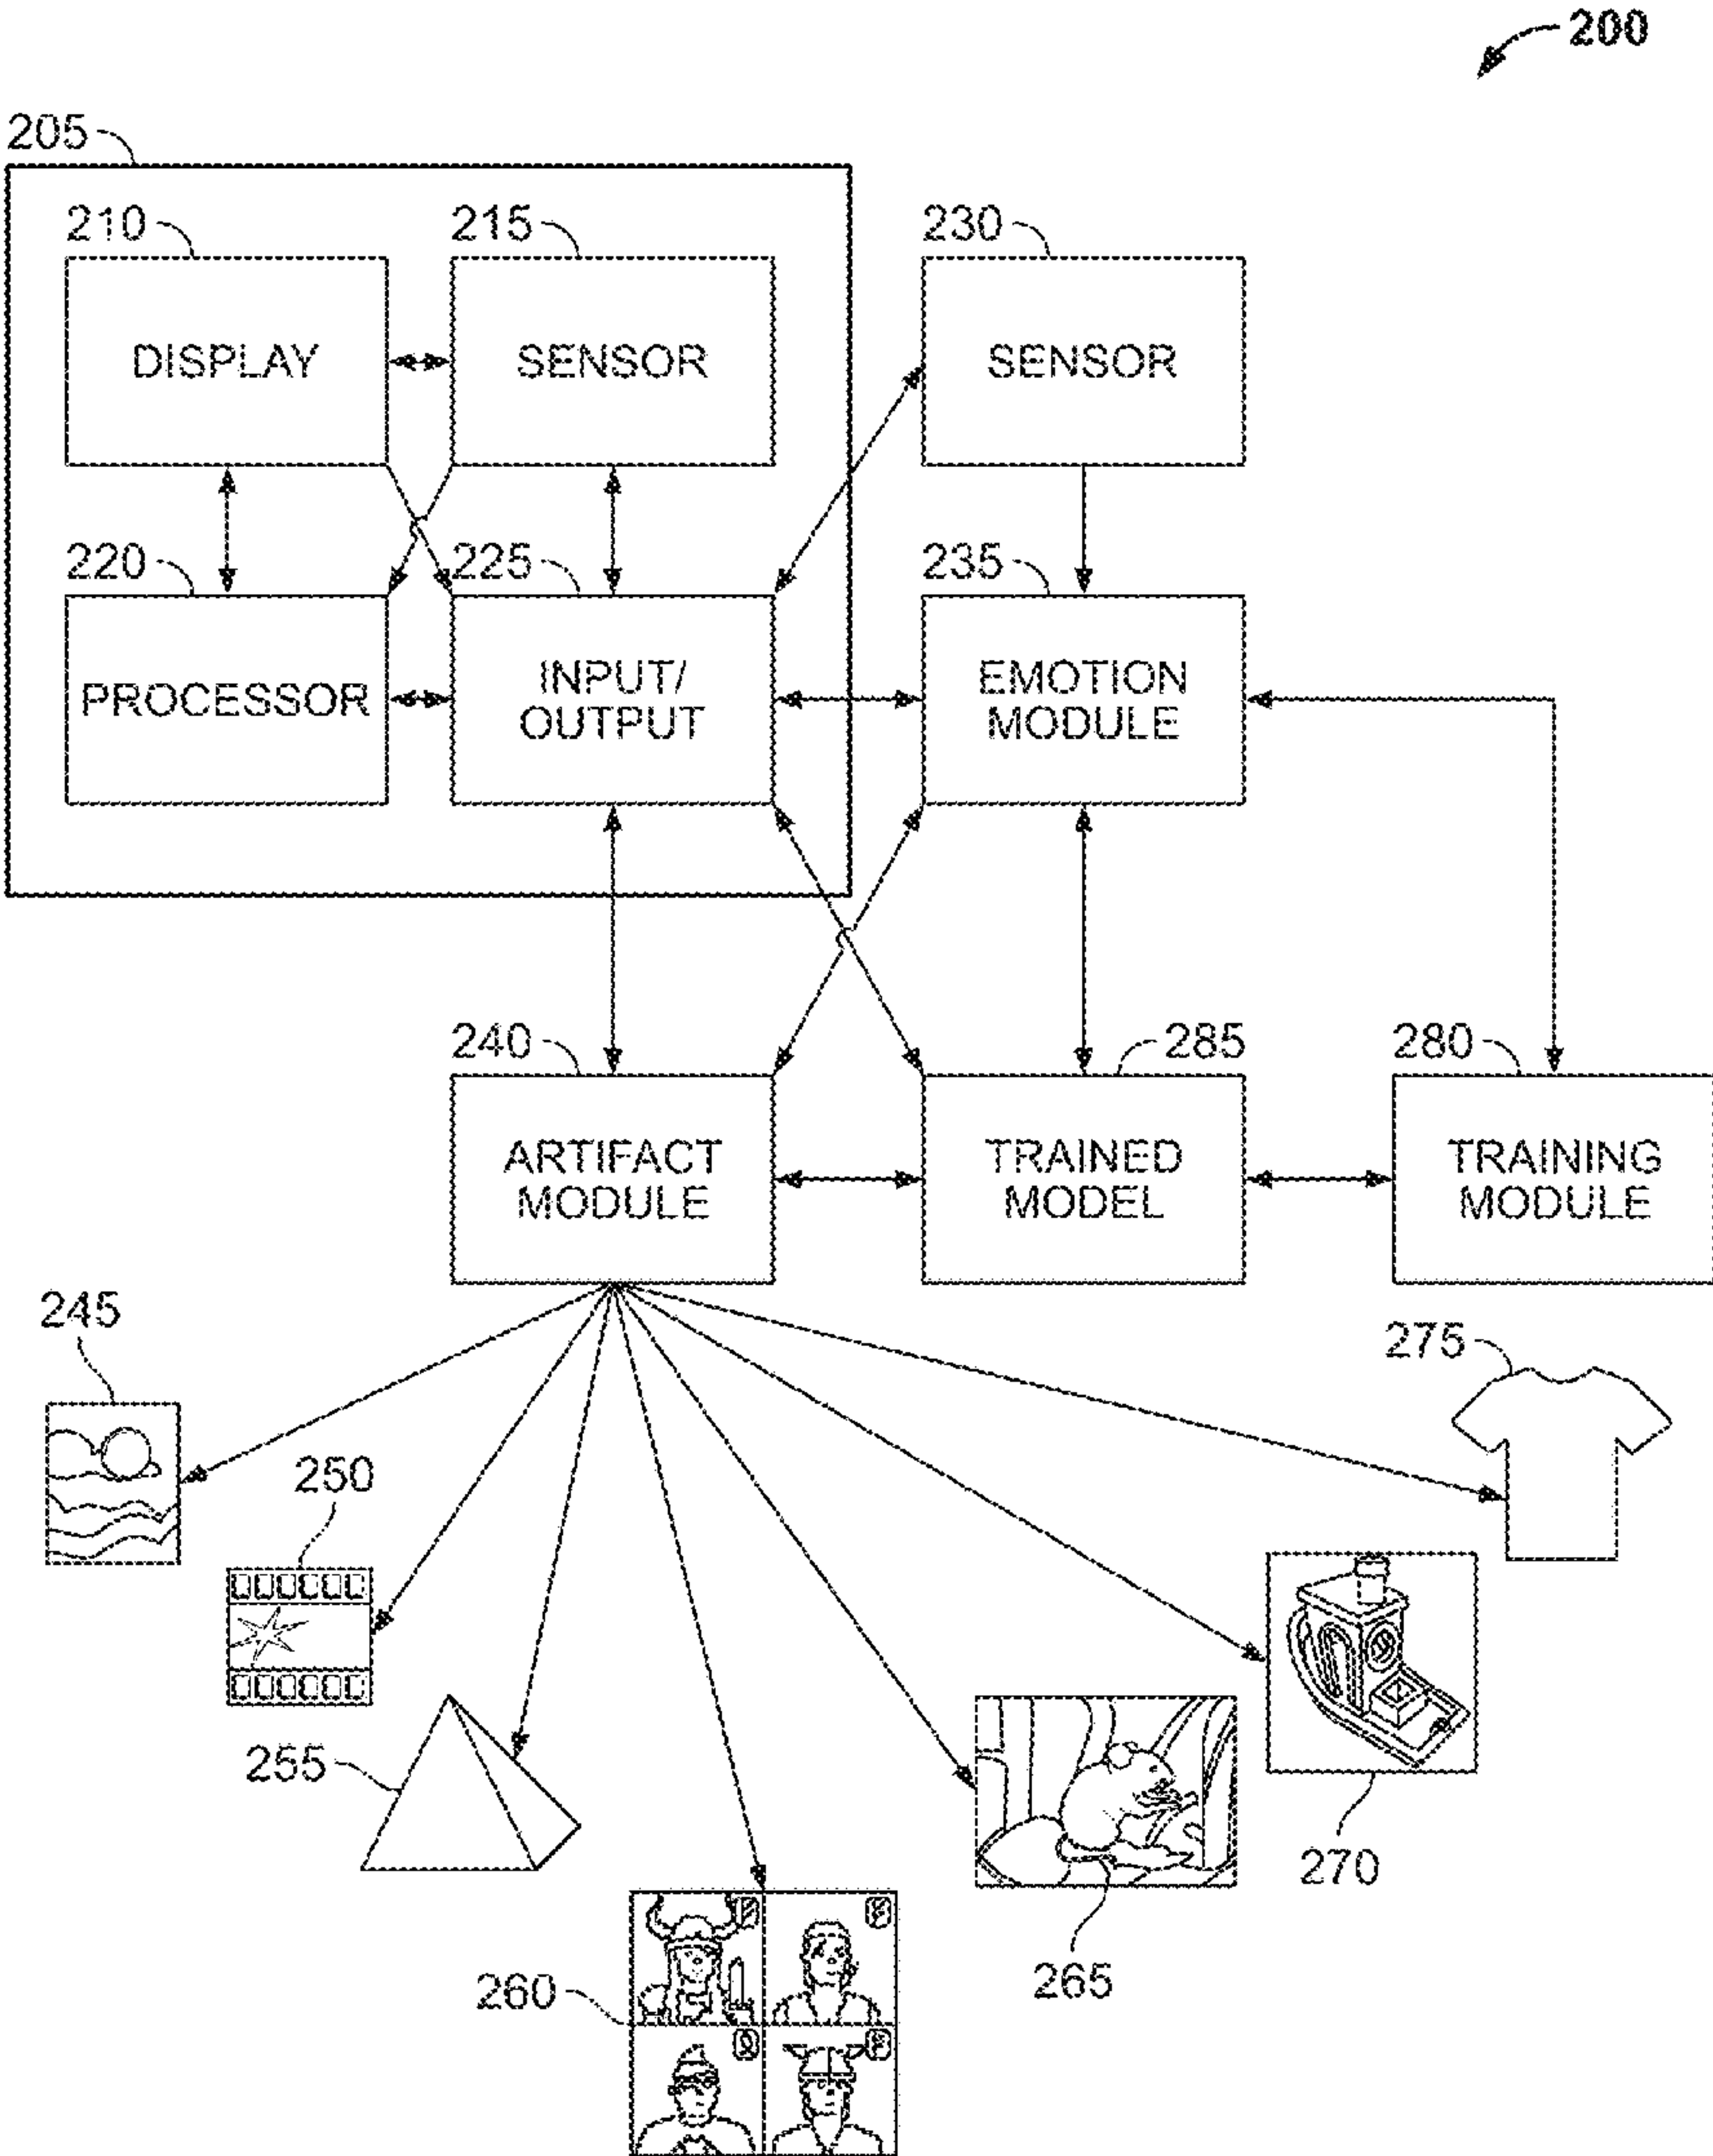 200
205
210
215
230
DISPLAY
SENSOR
SENSOR
220
225
235
PROCESSOR
INPUT/
OUTPUT
EMOTION
MODULE
240
285
280
ARTIFACT
MODULE
TRAINED
MODEL
TRAINING
MODULE
245
275
250
255
270
265
260